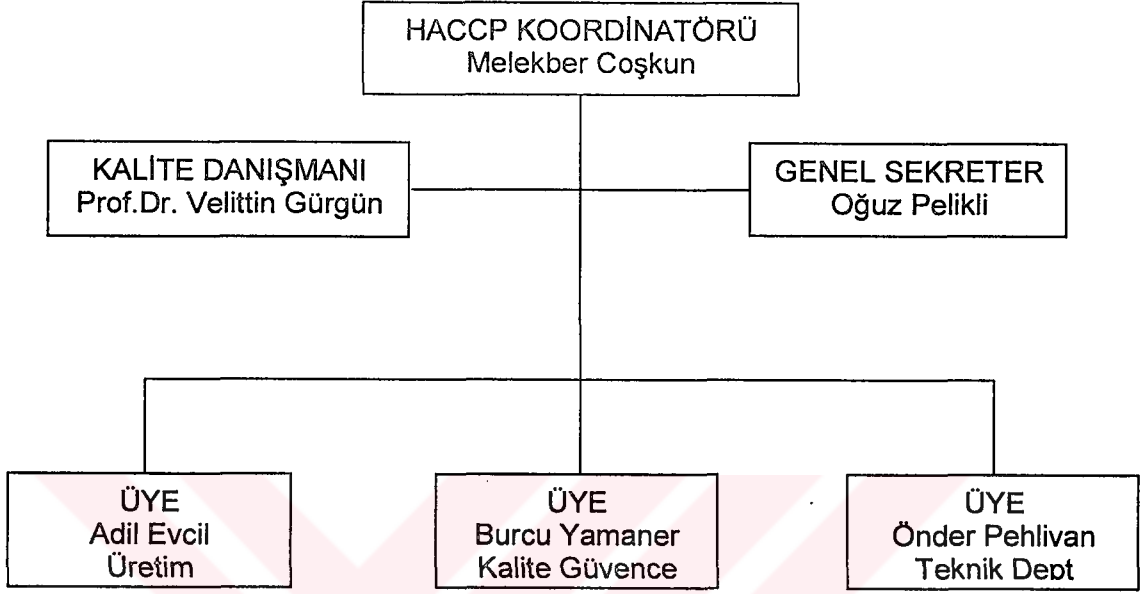 HACCP KOORDİNATÖRÜ
Melekber Coşkun
KALİTE DANIŞMANI
Prof.Dr. Velittin Gürgün
GENEL SEKRETER
Oğuz Pelikli
ÜYE
Adil Evcil
Üretim
ÜYE
Burcu Yamaner
Kalite Güvence
ÜYE
Önder Pehlivan
Teknik Dept